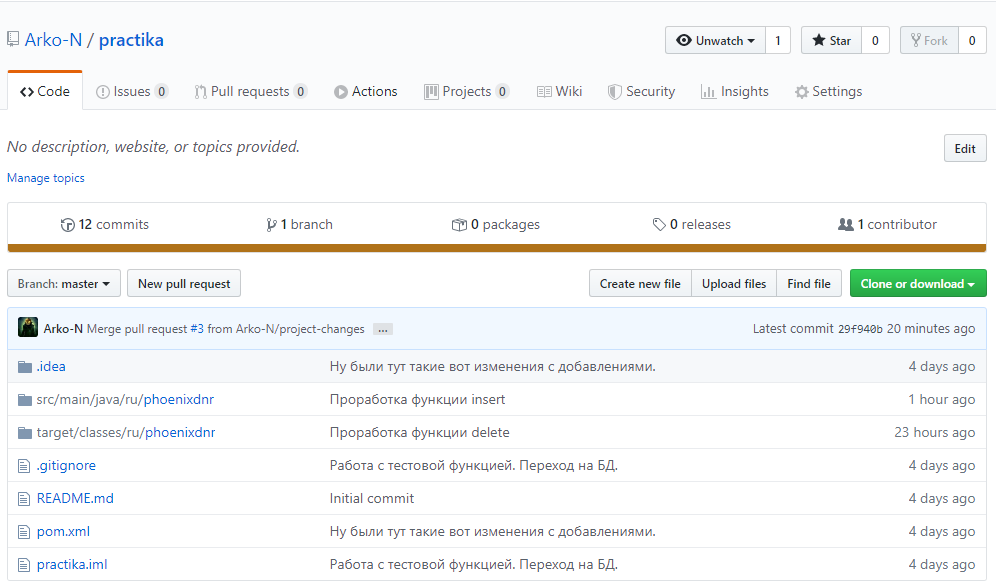 Arko-N / practika
Unwatch 1 Star 0 Fork 0
Code Issues 0 Pull requests 0 Actions Projects 0 Wiki Security Insights Settings
No description, website, or topics provided. Edit
Manage topics
12 commits 1 branch 0 packages 0 releases 1 contributor
Branch: master New pull request Create new file Upload files Find file Clone or download
Arko-N Merge pull request #3 from Arko-N/project-changes ... Latest commit 29f940b 20 minutes ago
.idea Ну были тут такие вот изменения с добавлениями. 4 days ago
src/main/java/ru/phoenixdnr Проработка функции insert 1 hour ago
target/classes/ru/phoenixdnr Проработка функции delete 23 hours ago
.gitignore Работа с тестовой функцией. Переход на БД. 4 days ago
README.md Initial commit 4 days ago
pom.xml Ну были тут такие вот изменения с добавлениями. 4 days ago
practika.iml Работа с тестовой функцией. Переход на БД. 4 days ago